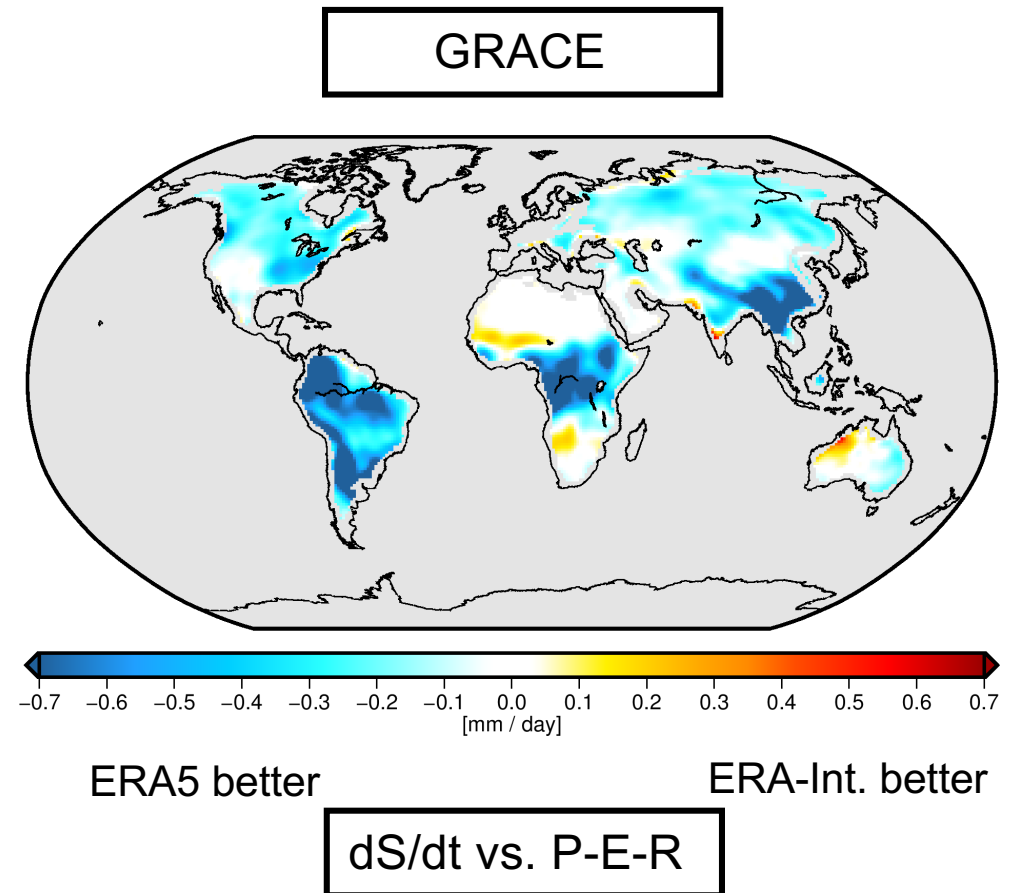 GRACE
−0.7 −0.6 −0.5 −0.4 −0.3 −0.2 −0.1 0.0 0.1 0.2 0.3 0.4 0.5 0.6 0.7
[mm / day]
ERA5 better ERA-Int. better
dS/dt vs. P-E-R